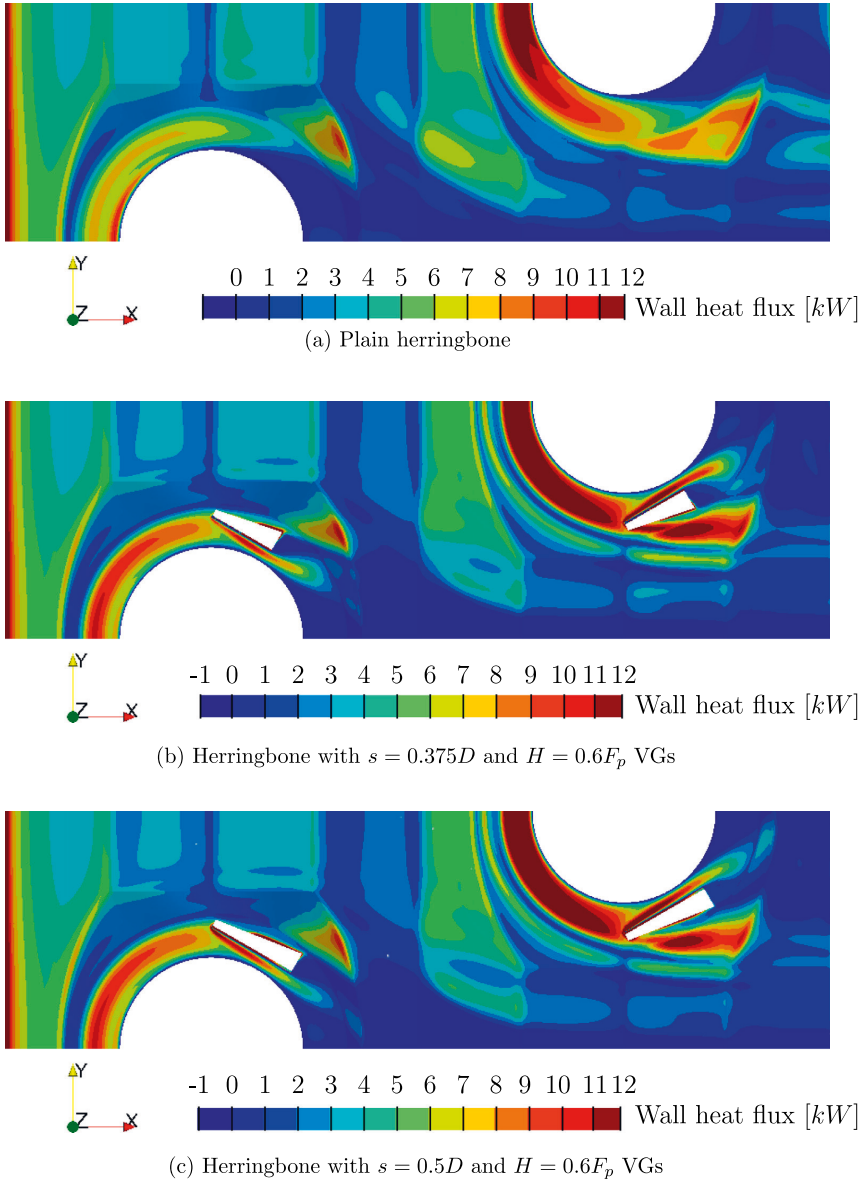 Y
Z X
0 1 2 3 4 5 6 7 8 9 10 11 12
Wall heat flux [kW]
(a) Plain herringbone
Y
Z X
-1 0 1 2 3 4 5 6 7 8 9 10 11 12
Wall heat flux [kW]
(b) Herringbone with s = 0.375D and H = 0.6F_p VGs
Y
Z X
-1 0 1 2 3 4 5 6 7 8 9 10 11 12
Wall heat flux [kW]
(c) Herringbone with s = 0.5D and H = 0.6F_p VGs